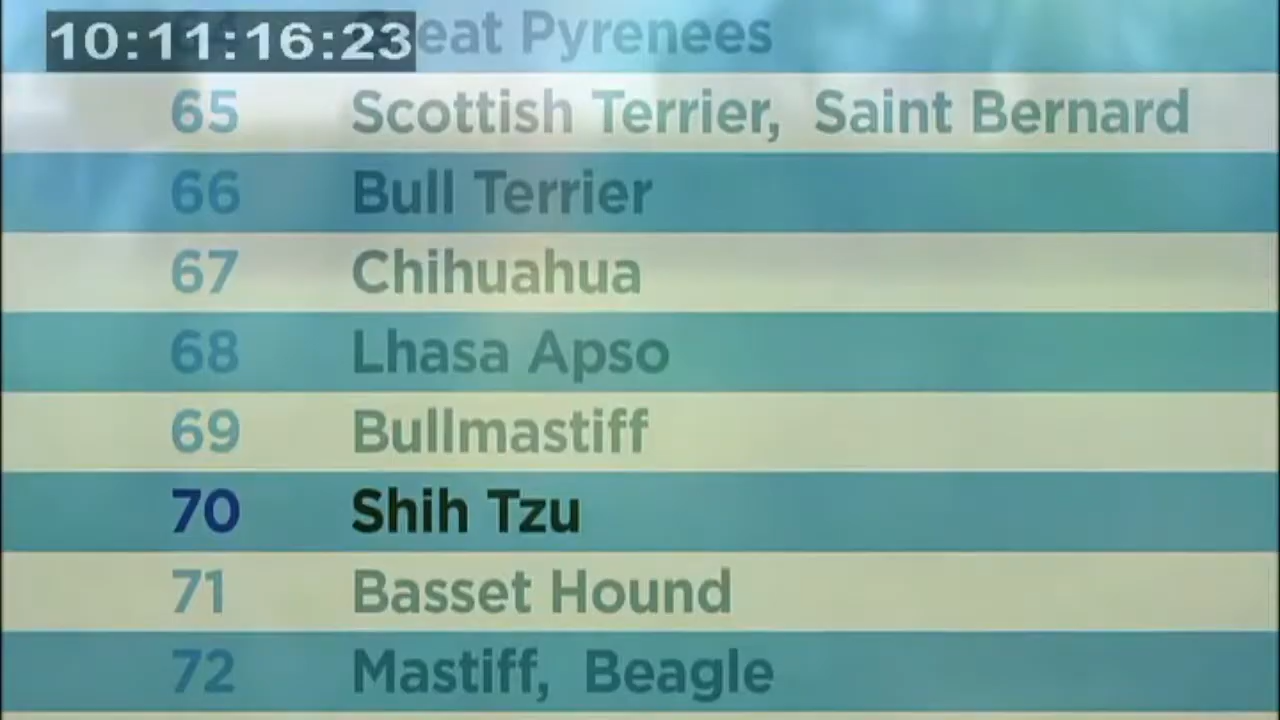 10:11:16:23
Pyrenees
65 Scottish Terrier, Saint Bernard
66 Bull Terrier
67 Chihuahua
68 Lhasa Apso
69 Bullmastiff
70 Shih Tzu
71 Basset Hound
72 Mastiff, Beagle